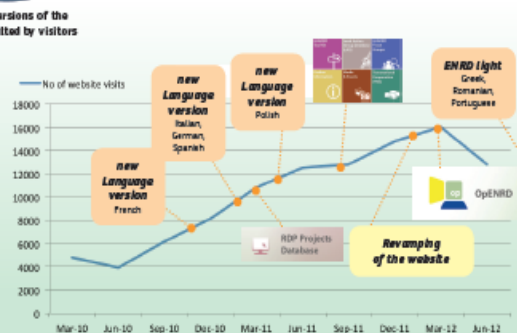 ersions of the
ited by visitors
No of website visits
new
Language
version
French
new
Language
version
Italian,
German,
Spanish
new
Language
version
Polish
ENRD light
Greek,
Romanian,
Portuguese
OpENRD
RDP Projects
Database
Revamping
of the website
18000
16000
14000
12000
10000
8000
6000
4000
2000
0
Mar-10 Jun-10 Sep-10 Dec-10 Mar-11 Jun-11 Sep-11 Dec-11 Mar-12 Jun-12